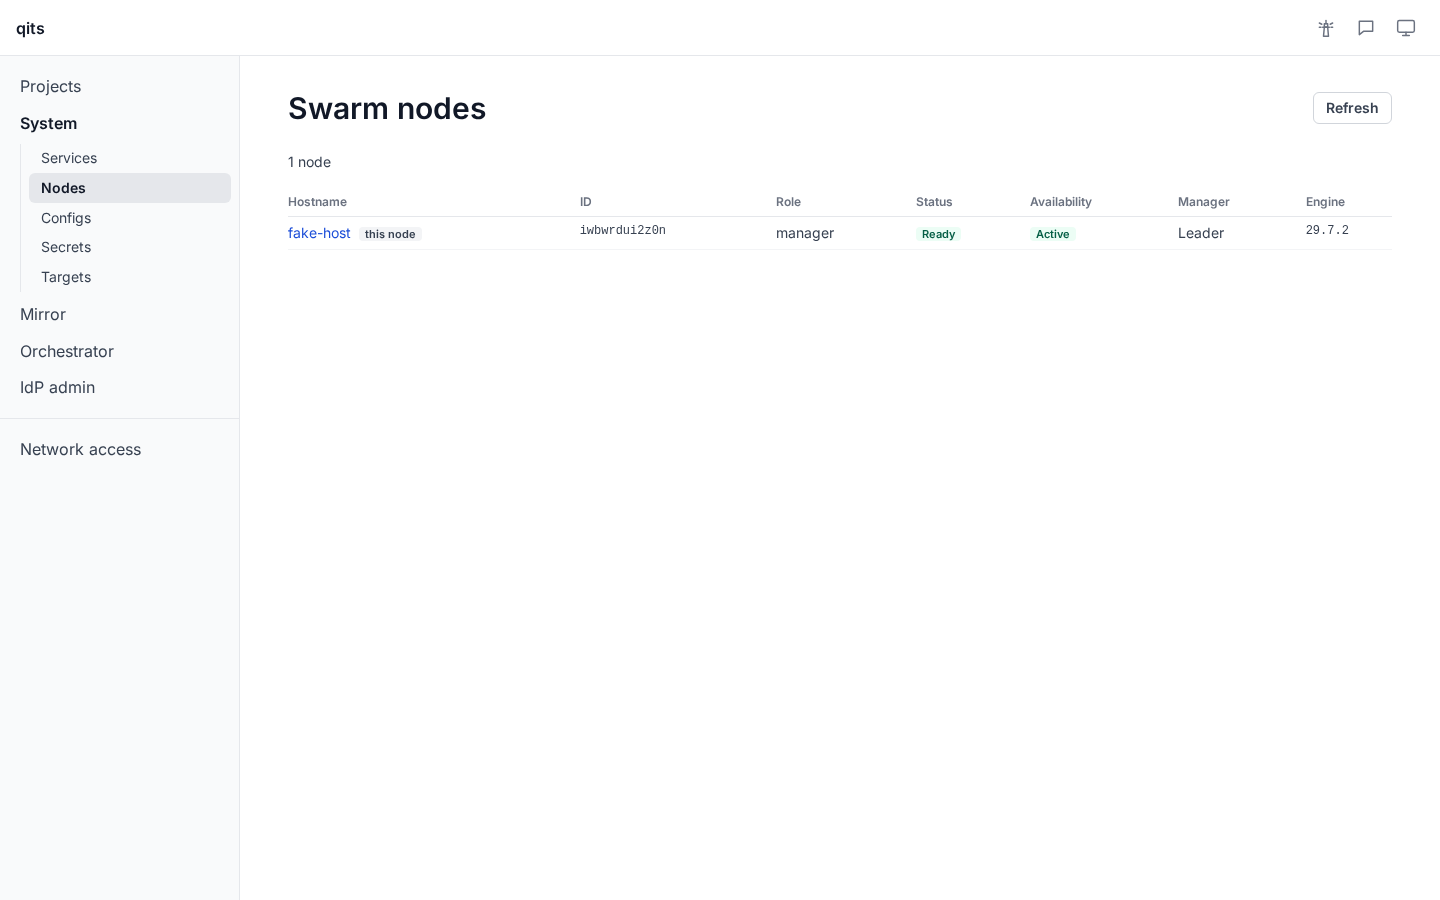 qits
Projects
System
Services
Nodes
Configs
Secrets
Targets
Mirror
Orchestrator
IdP admin
Network access
Swarm nodes
Refresh
1 node
Hostname ID Role Status Availability Manager Engine
fake-host this node iwbwrdui2z0n manager Ready Active Leader 29.7.2